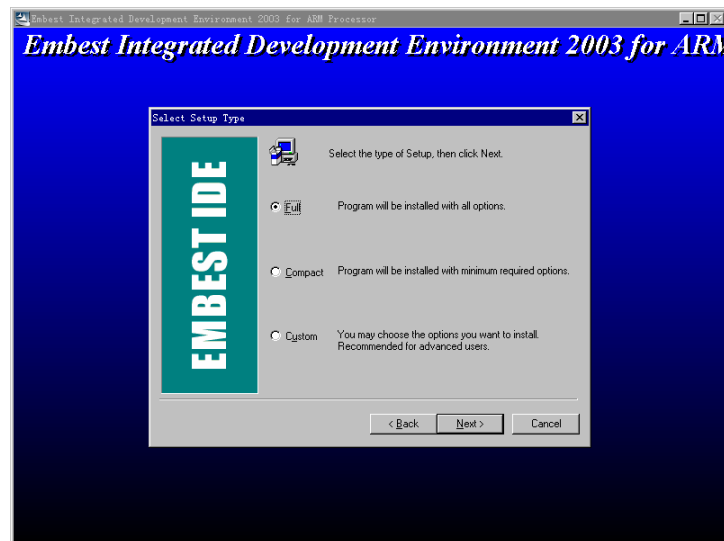 Embest Integrated Development Environment 2003 for ARM Processor
Embest Integrated Development Environment 2003 for ARM
Select Setup Type
EMBEST IDE
Select the type of Setup, then click Next.
Full Program will be installed with all options.
Compact Program will be installed with minimum required options.
Custom You may choose the options you want to install.
Recommended for advanced users.
< Back Next > Cancel